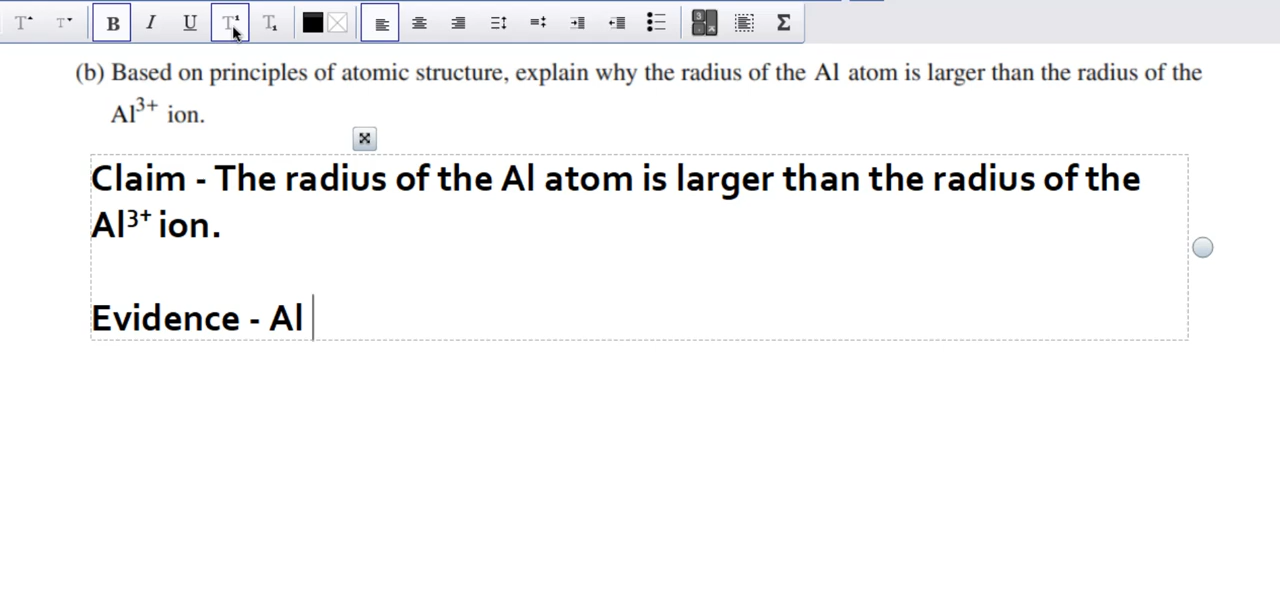 (b) Based on principles of atomic structure, explain why the radius of the Al atom is larger than the radius of the
Al³⁺ ion.
Claim - The radius of the Al atom is larger than the radius of the
Al³⁺ ion.
Evidence - Al